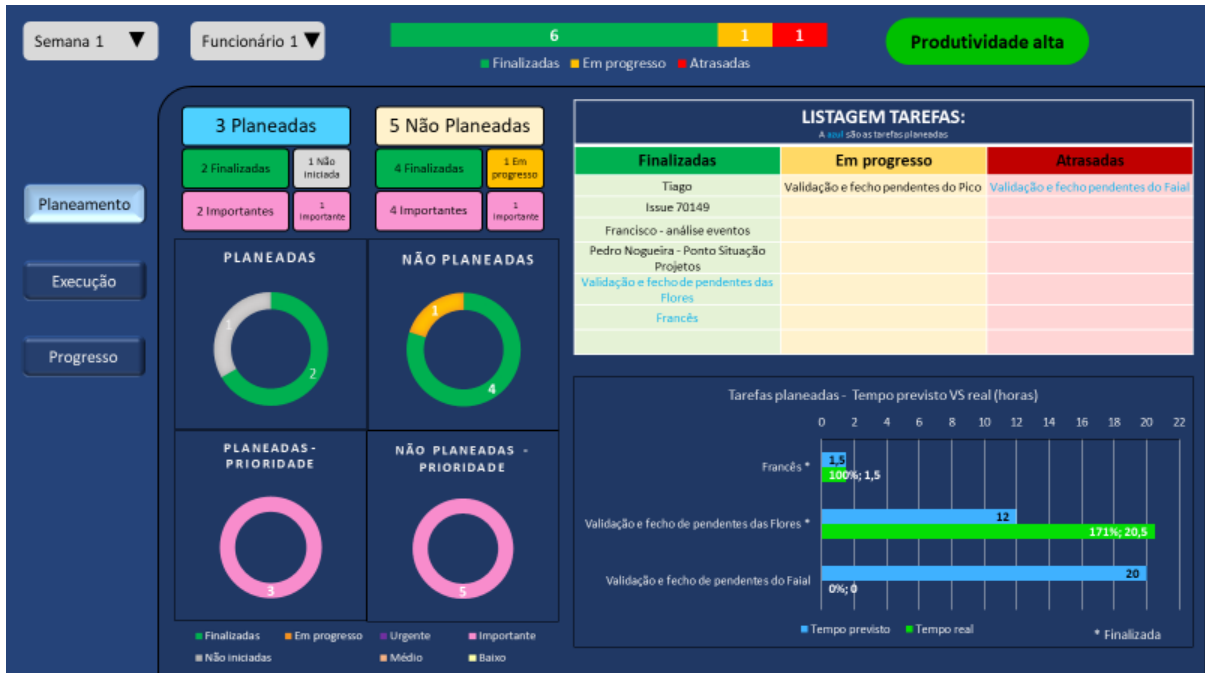 Semana 1 ▼
Funcionário 1 ▼
6
1
1
Finalizadas
Em progresso
Atrasadas
Produtividade alta
Planeamento
Execução
Progresso
3 Planeadas
2 Finalizadas
1 Não
iniciada
2 Importantes
1
Importante
5 Não Planeadas
4 Finalizadas
1 Em
progresso
4 Importantes
1
Importante
PLANEADAS
1
2
NÃO PLANEADAS
1
4
PLANEADAS-
PRIORIDADE
3
NÃO PLANEADAS -
PRIORIDADE
5
Finalizadas
Em progresso
Urgente
Importante
Não iniciadas
Médio
Baixo
LISTAGEM TAREFAS:
A azul são as tarefas planeadas
Finalizadas
Em progresso
Atrasadas
Tiago
Validação e fecho pendentes do Pico
Validação e fecho pendentes do Faial
Issue 70149
Francisco - análise eventos
Pedro Nogueira - Ponto Situação
Projetos
Validação e fecho de pendentes das
Flores
Francês
Tarefas planeadas - Tempo previsto VS real (horas)
0 2 4 6 8 10 12 14 16 18 20 22
Francês *
1,5
100%; 1,5
Validação e fecho de pendentes das Flores *
12
171%; 20,5
Validação e fecho de pendentes do Faial
20
0%; 0
Tempo previsto
Tempo real
* Finalizada